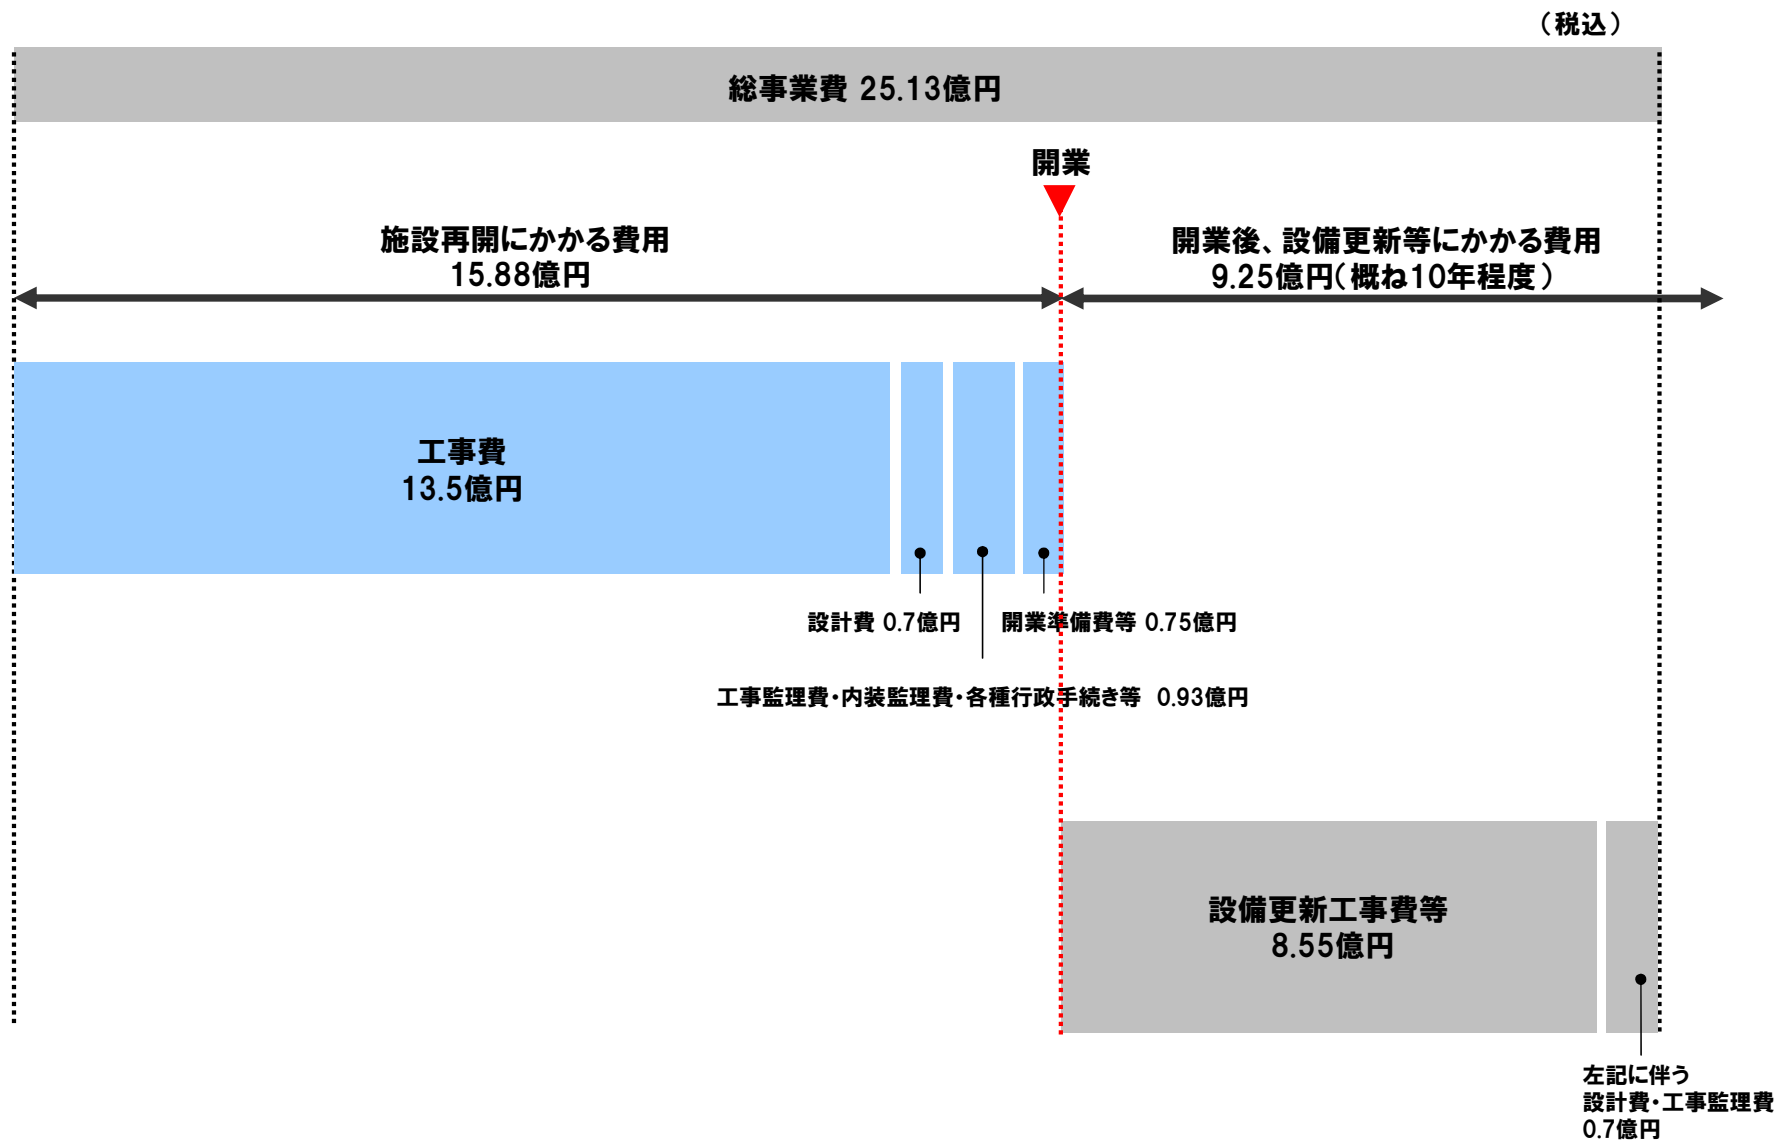 （税込）
総事業費 25.13億円
開業
施設再開にかかる費用
15.88億円
開業後、設備更新等にかかる費用
9.25億円（概ね10年程度）
工事費
13.5億円
設計費 0.7億円
開業準備費等 0.75億円
工事監理費・内装監理費・各種行政手続き等 0.93億円
設備更新工事費等
8.55億円
左記に伴う
設計費・工事監理費
0.7億円